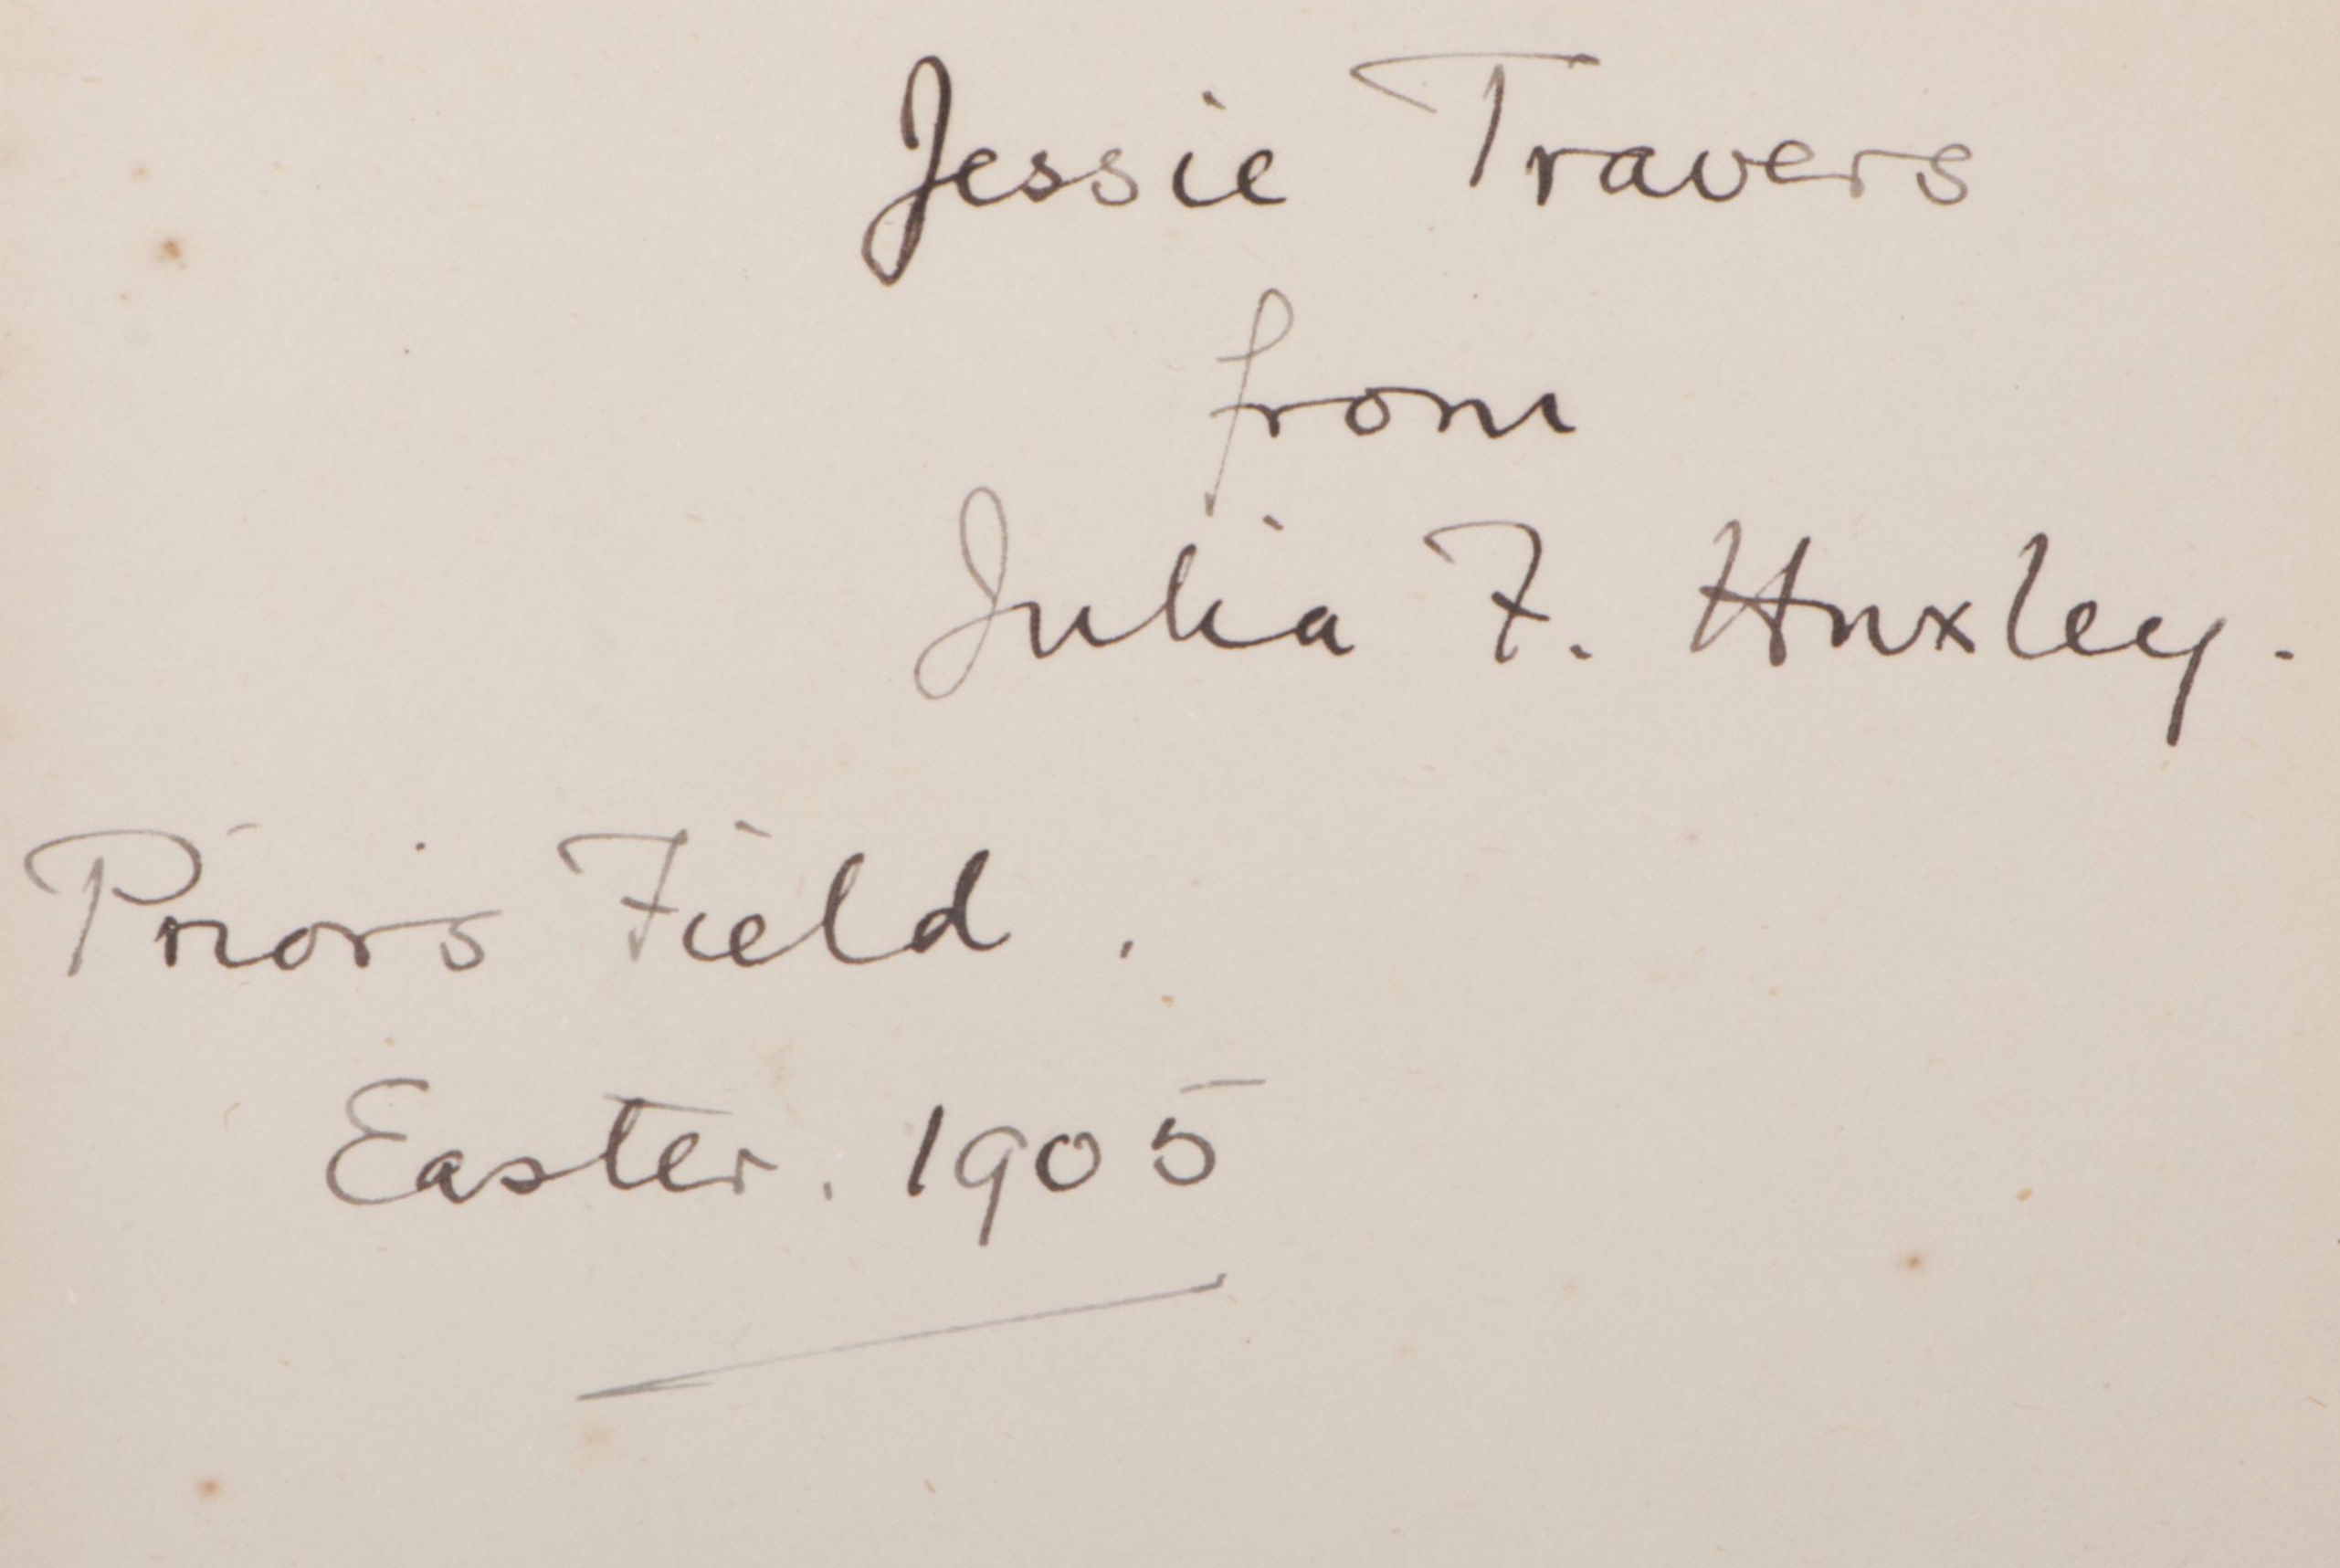 Jessie Travers
from
Julia F. Huxley.
Priors Field.
Easter. 1905